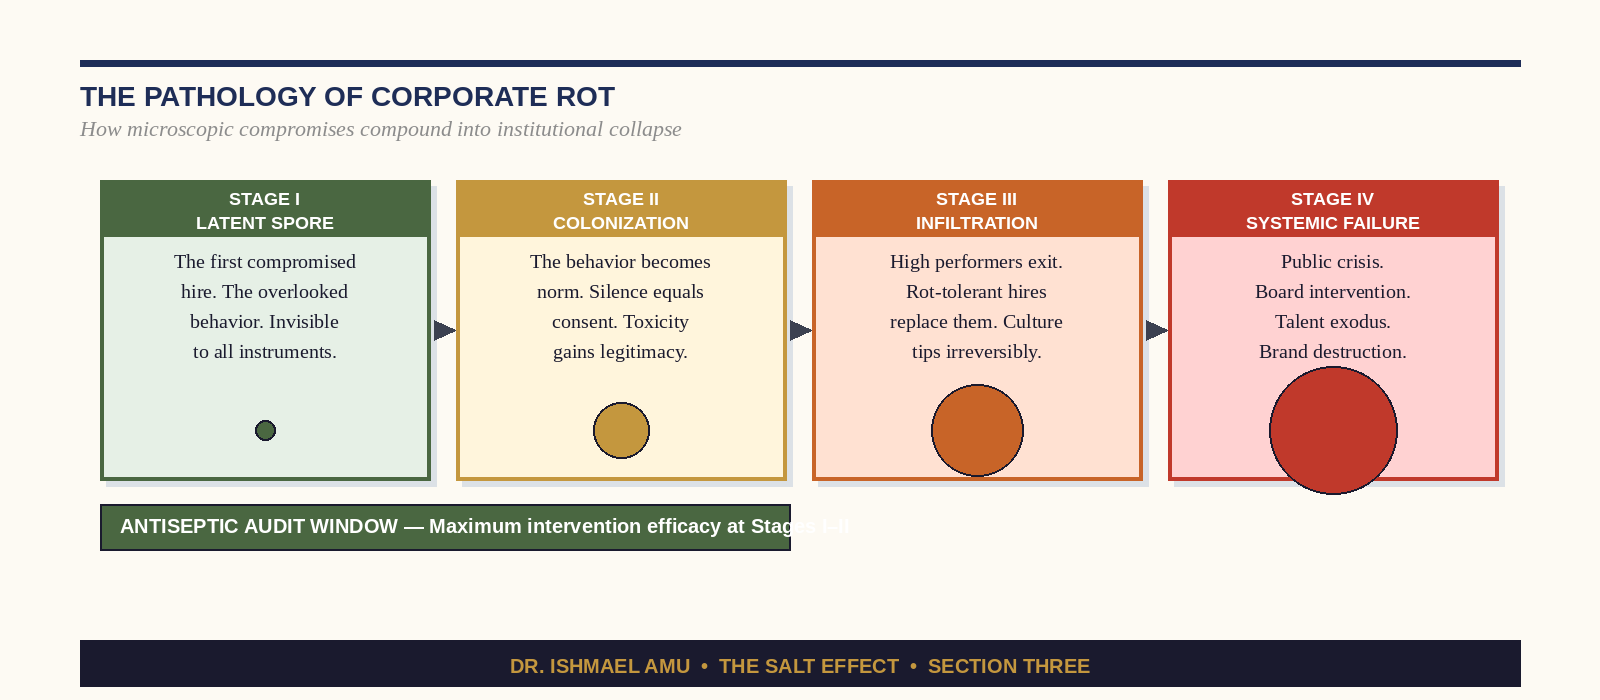 THE PATHOLOGY OF CORPORATE ROT
How microscopic compromises compound into institutional collapse
STAGE I
LATENT SPORE
The first compromised
hire. The overlooked
behavior. Invisible
to all instruments.
STAGE II
COLONIZATION
The behavior becomes
norm. Silence equals
consent. Toxicity
gains legitimacy.
STAGE III
INFILTRATION
High performers exit.
Rot-tolerant hires
replace them. Culture
tips irreversibly.
STAGE IV
SYSTEMIC FAILURE
Public crisis.
Board intervention.
Talent exodus.
Brand destruction.
ANTISEPTIC AUDIT WINDOW — Maximum intervention efficacy at Stages I–II
DR. ISHMAEL AMU • THE SALT EFFECT • SECTION THREE